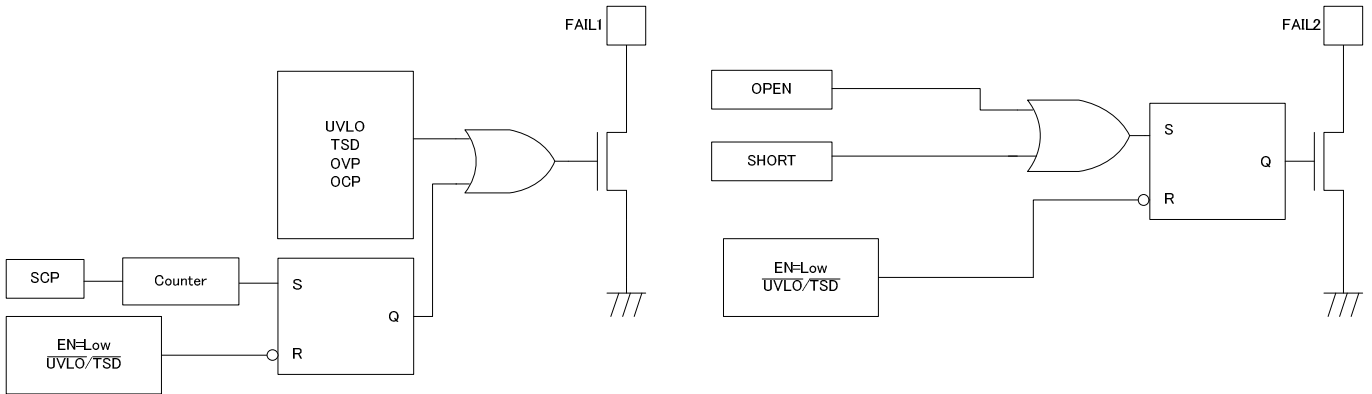 FAIL1
UVLO
TSD
OVP
OCP
SCP
Counter
S
Q
R
EN=Low
UVLO/TSD
FAIL2
OPEN
SHORT
S
Q
R
EN=Low
UVLO/TSD